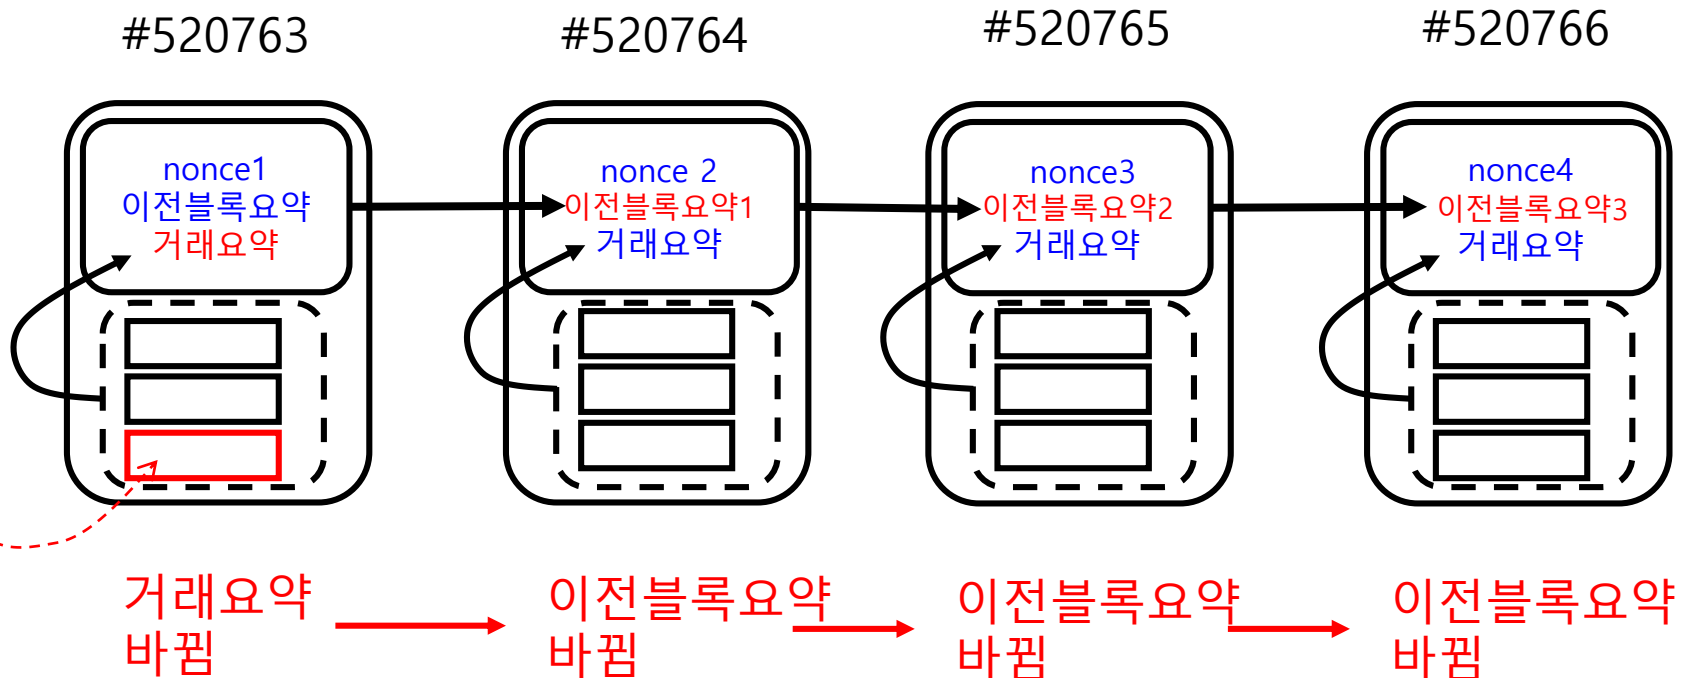 #520763
#520764
#520765
#520766
nonce1
이전블록요약
거래요약
nonce 2
이전블록요약1
거래요약
nonce3
이전블록요약2
거래요약
nonce4
이전블록요약3
거래요약
거래요약
바뀜
이전블록요약
바뀜
이전블록요약
바뀜
이전블록요약
바뀜